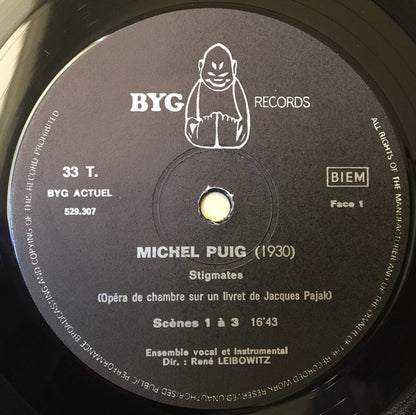 BYG RECORDS
33 T.
BYG ACTUEL
529.307
BIEM
Face 1
MICHEL PUIG (1930)
Stigmates
(Opéra de chambre sur un livret de Jacques Pajak)
Scènes 1 à 3 16'43
Ensemble vocal et instrumental
Dir. : René LEIBOWITZ
ALL RIGHTS OF THE MANUFACTURER AND OF THE OWNER OF THE RECORDED WORK RESERVED UNAUTHORISED PUBLIC PERFORMANCE BROADCASTING AND COPYING OF THIS RECORD PROHIBITED